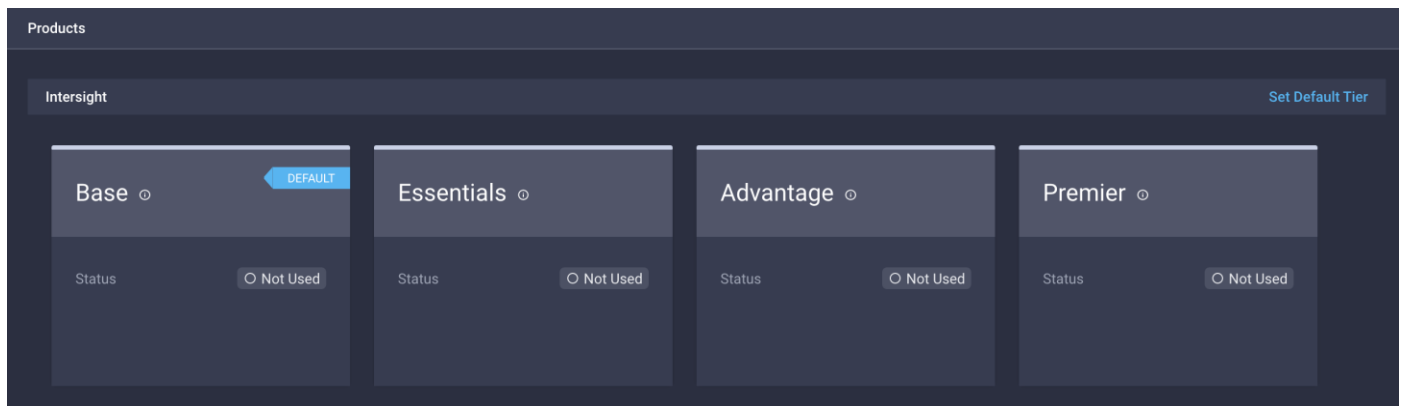 Products
Intersight Set Default Tier
Base DEFAULT Essentials Advantage Premier
Status Not Used Status Not Used Status Not Used Status Not Used